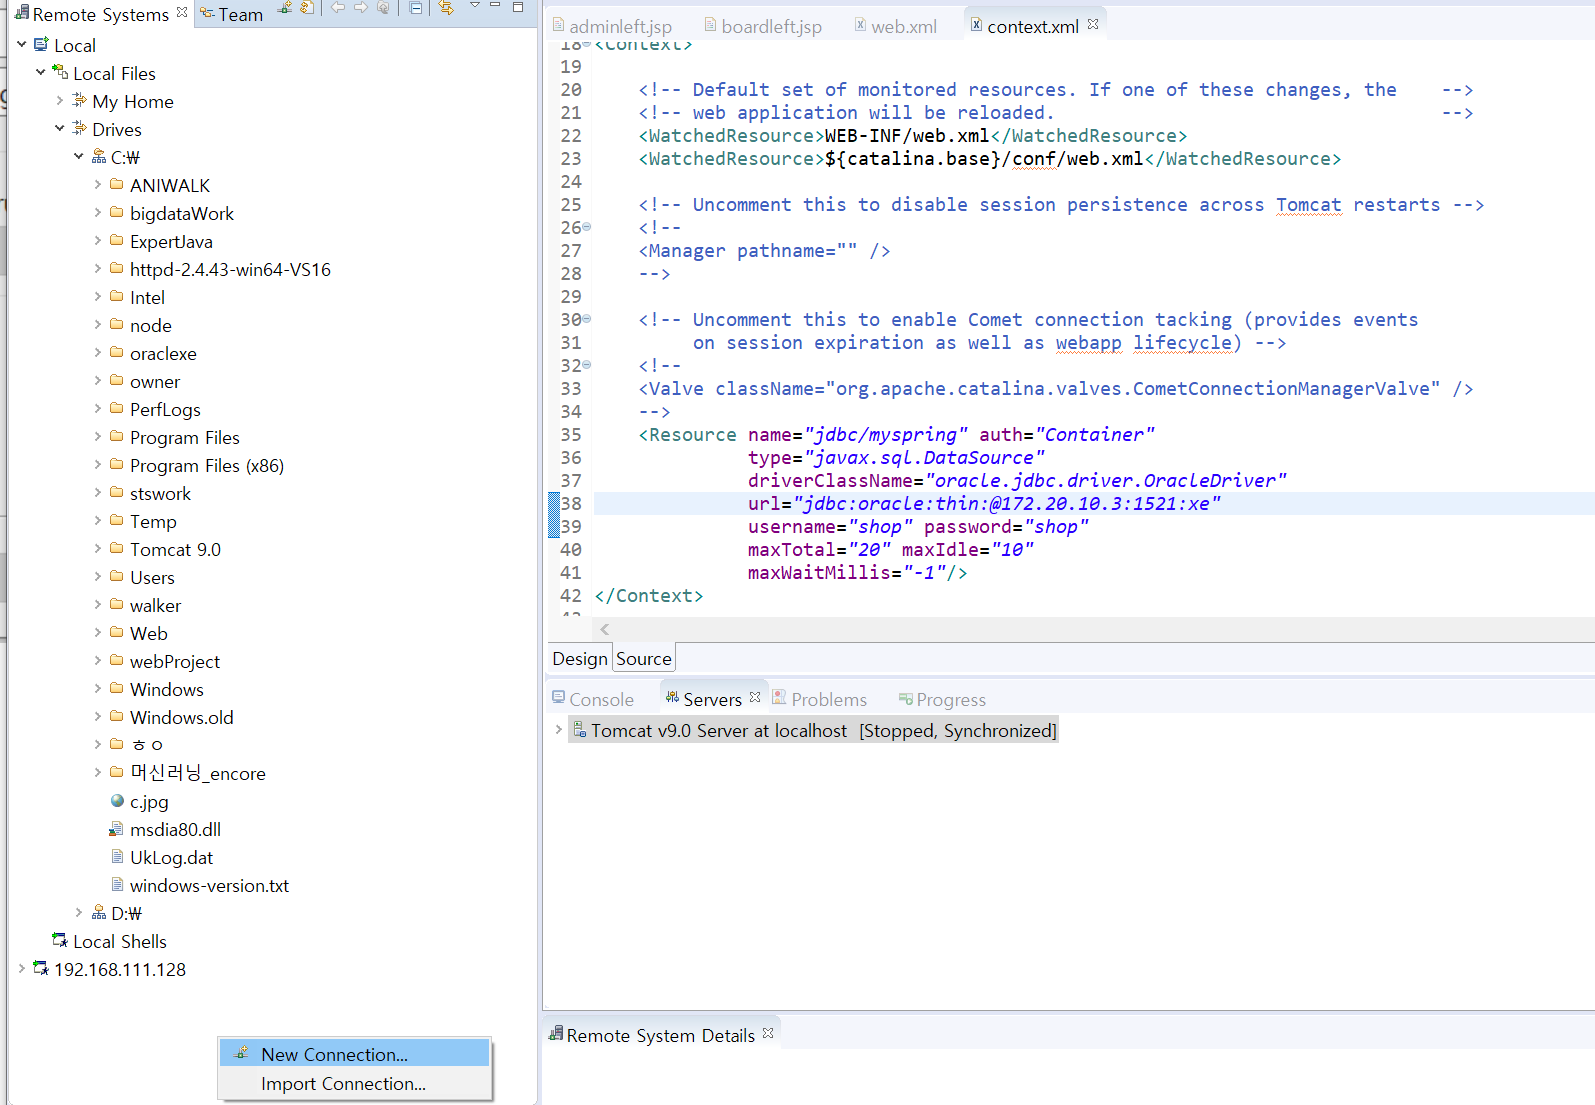 Remote Systems
Team
Local
Local Files
My Home
Drives
C:₩
ANIWALK
bigdataWork
ExpertJava
httpd-2.4.43-win64-VS16
Intel
node
oraclexe
owner
PerfLogs
Program Files
Program Files (x86)
stswork
Temp
Tomcat 9.0
Users
walker
Web
webProject
Windows
Windows.old
ㅎㅇ
머신러닝_encore
c.jpg
msdia80.dll
UkLog.dat
windows-version.txt
D:₩
Local Shells
192.168.111.128
New Connection...
Import Connection...
adminleft.jsp
boardleft.jsp
web.xml
context.xml
18 <Context>
19
20 <!-- Default set of monitored resources. If one of these changes, the -->
21 <!-- web application will be reloaded. -->
22 <WatchedResource>WEB-INF/web.xml</WatchedResource>
23 <WatchedResource>${catalina.base}/conf/web.xml</WatchedResource>
24
25 <!-- Uncomment this to disable session persistence across Tomcat restarts -->
26 <!--
27 <Manager pathname="" />
28 -->
29
30 <!-- Uncomment this to enable Comet connection tacking (provides events
31 on session expiration as well as webapp lifecycle) -->
32 <!--
33 <Valve className="org.apache.catalina.valves.CometConnectionManagerValve" />
34 -->
35 <Resource name="jdbc/myspring" auth="Container"
36 type="javax.sql.DataSource"
37 driverClassName="oracle.jdbc.driver.OracleDriver"
38 url="jdbc:oracle:thin:@172.20.10.3:1521:xe"
39 username="shop" password="shop"
40 maxTotal="20" maxIdle="10"
41 maxWaitMillis="-1"/>
42 </Context>
Design
Source
Console
Servers
Problems
Progress
Tomcat v9.0 Server at localhost [Stopped, Synchronized]
Remote System Details